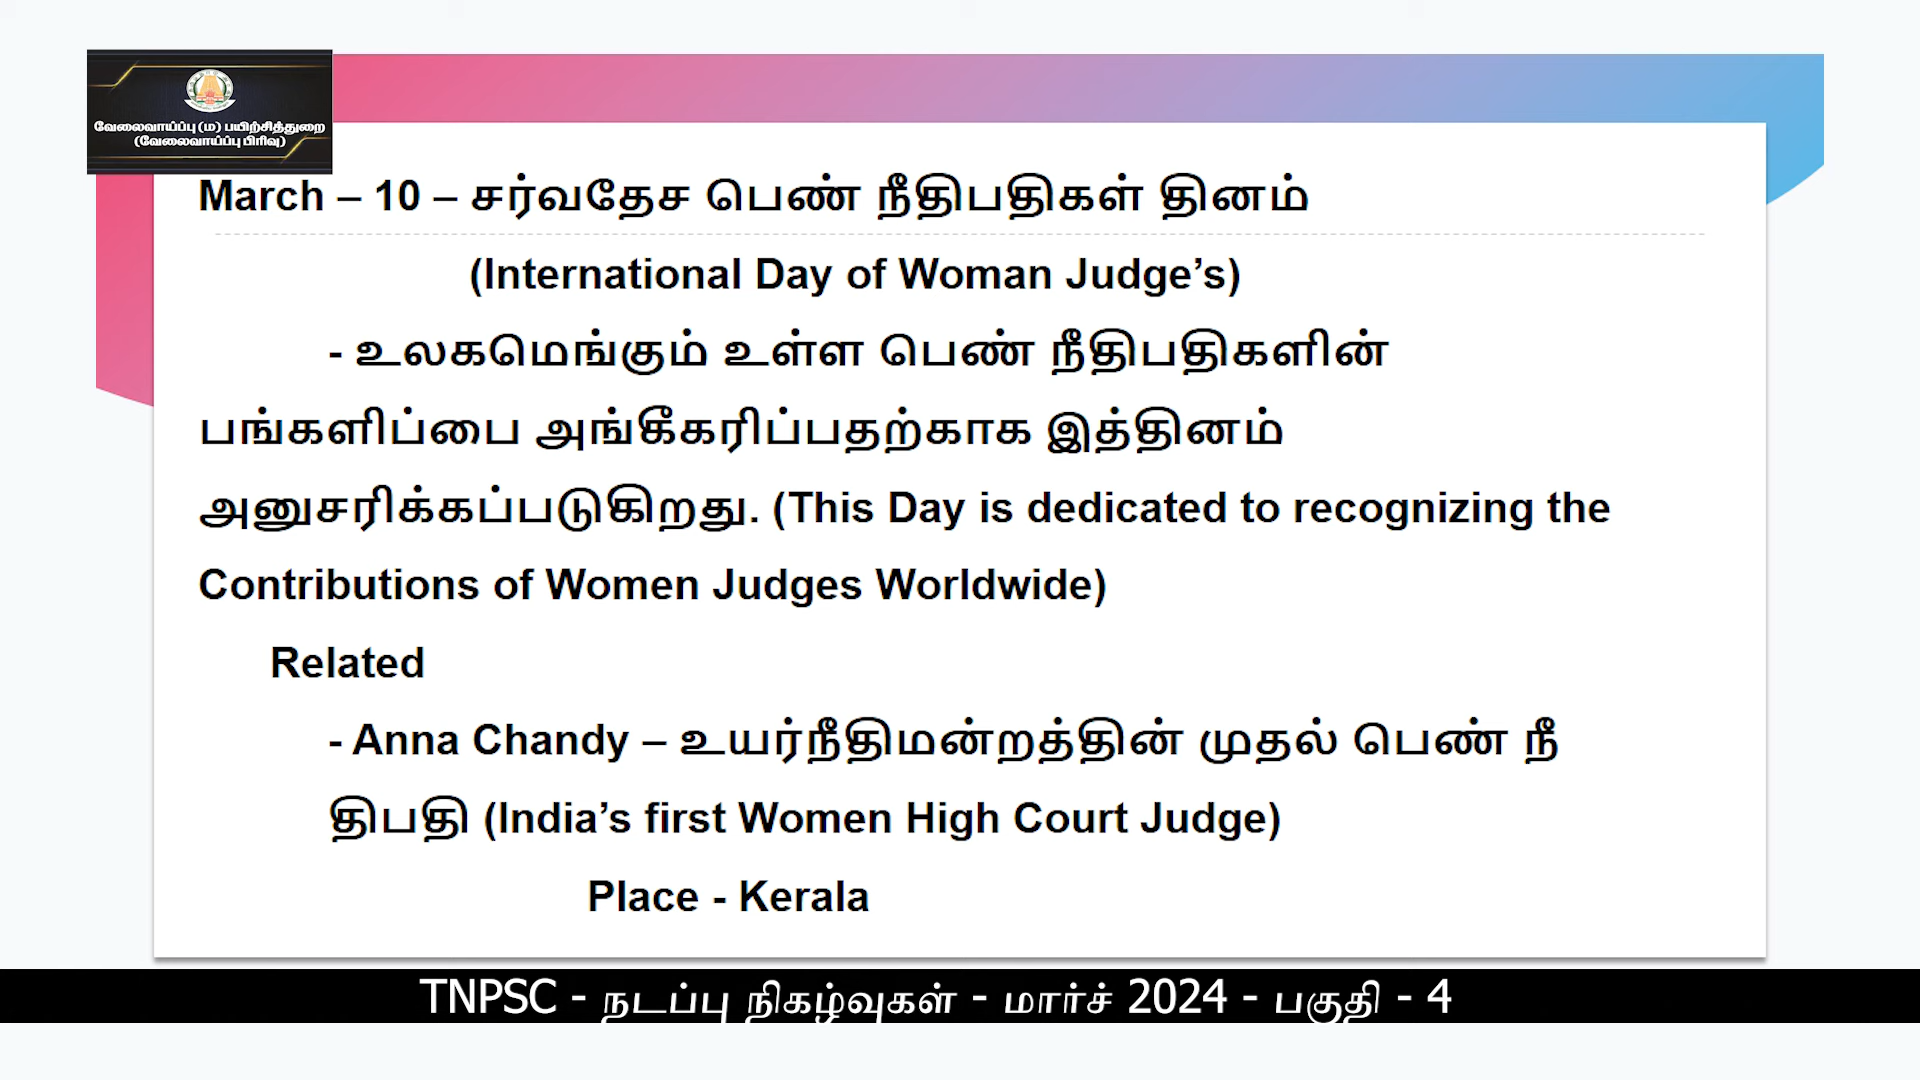 வேலைவாய்ப்பு (ம) பயிற்சித்துறை
(வேலைவாய்ப்பு பிரிவு)
March – 10 – சர்வதேச பெண் நீதிபதிகள் தினம்
(International Day of Woman Judge’s)
- உலகமெங்கும் உள்ள பெண் நீதிபதிகளின்
பங்களிப்பை அங்கீகரிப்பதற்காக இத்தினம்
அனுசரிக்கப்படுகிறது. (This Day is dedicated to recognizing the
Contributions of Women Judges Worldwide)
Related
- Anna Chandy – உயர்நீதிமன்றத்தின் முதல் பெண் நீ
திபதி (India’s first Women High Court Judge)
Place - Kerala
TNPSC - நடப்பு நிகழ்வுகள் - மார்ச் 2024 - பகுதி - 4